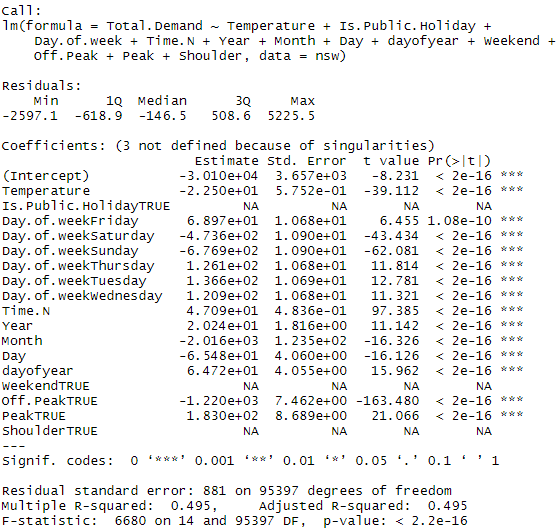 Call:
lm(formula = Total.Demand ~ Temperature + Is.Public.Holiday +
    Day.of.week + Time.N + Year + Month + Day + dayofyear + Weekend +
    Off.Peak + Peak + Shoulder, data = nsw)

Residuals:
    Min      1Q  Median      3Q     Max
-2597.1  -618.9  -146.5   508.6  5225.5

Coefficients: (3 not defined because of singularities)
                       Estimate Std. Error  t value Pr(>|t|)
(Intercept)          -3.010e+04  3.657e+03   -8.231  < 2e-16 ***
Temperature          -2.250e+01  5.752e-01  -39.112  < 2e-16 ***
Is.Public.HolidayTRUE        NA         NA       NA       NA
Day.of.weekFriday     6.897e+01  1.068e+01    6.455 1.08e-10 ***
Day.of.weekSaturday  -4.736e+02  1.090e+01  -43.434  < 2e-16 ***
Day.of.weekSunday    -6.769e+02  1.090e+01  -62.081  < 2e-16 ***
Day.of.weekThursday   1.261e+02  1.068e+01   11.814  < 2e-16 ***
Day.of.weekTuesday    1.366e+02  1.069e+01   12.781  < 2e-16 ***
Day.of.weekWednesday  1.209e+02  1.068e+01   11.321  < 2e-16 ***
Time.N                4.709e+01  4.836e-01   97.385  < 2e-16 ***
Year                  2.024e+01  1.816e+00   11.142  < 2e-16 ***
Month                -2.016e+03  1.235e+02  -16.326  < 2e-16 ***
Day                  -6.548e+01  4.060e+00  -16.126  < 2e-16 ***
dayofyear             6.472e+01  4.055e+00   15.962  < 2e-16 ***
WeekendTRUE                  NA         NA       NA       NA
Off.PeakTRUE         -1.220e+03  7.462e+00 -163.480  < 2e-16 ***
PeakTRUE              1.830e+02  8.689e+00   21.066  < 2e-16 ***
ShoulderTRUE                 NA         NA       NA       NA
---
Signif. codes:  0 ‘***’ 0.001 ‘**’ 0.01 ‘*’ 0.05 ‘.’ 0.1 ‘ ’ 1

Residual standard error: 881 on 95397 degrees of freedom
Multiple R-squared:  0.495,	Adjusted R-squared:  0.495
F-statistic:  6680 on 14 and 95397 DF,  p-value: < 2.2e-16